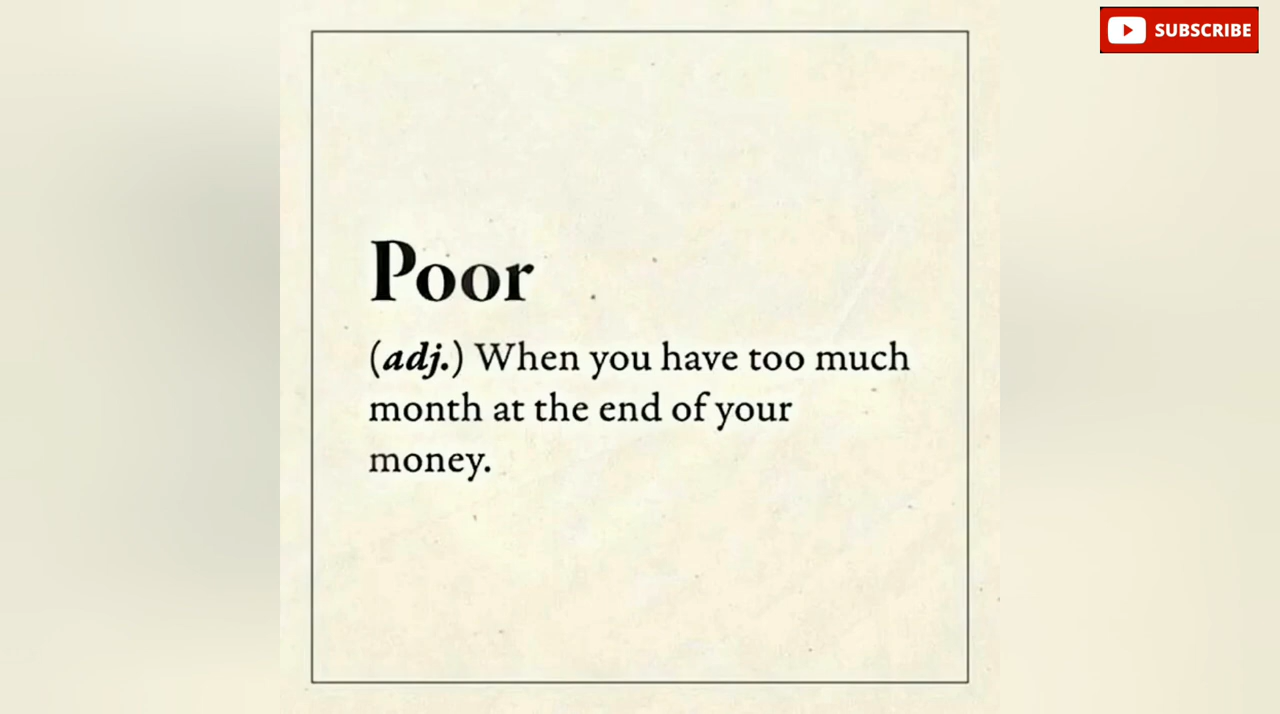 SUBSCRIBE
Poor
(adj.) When you have too much
month at the end of your
money.